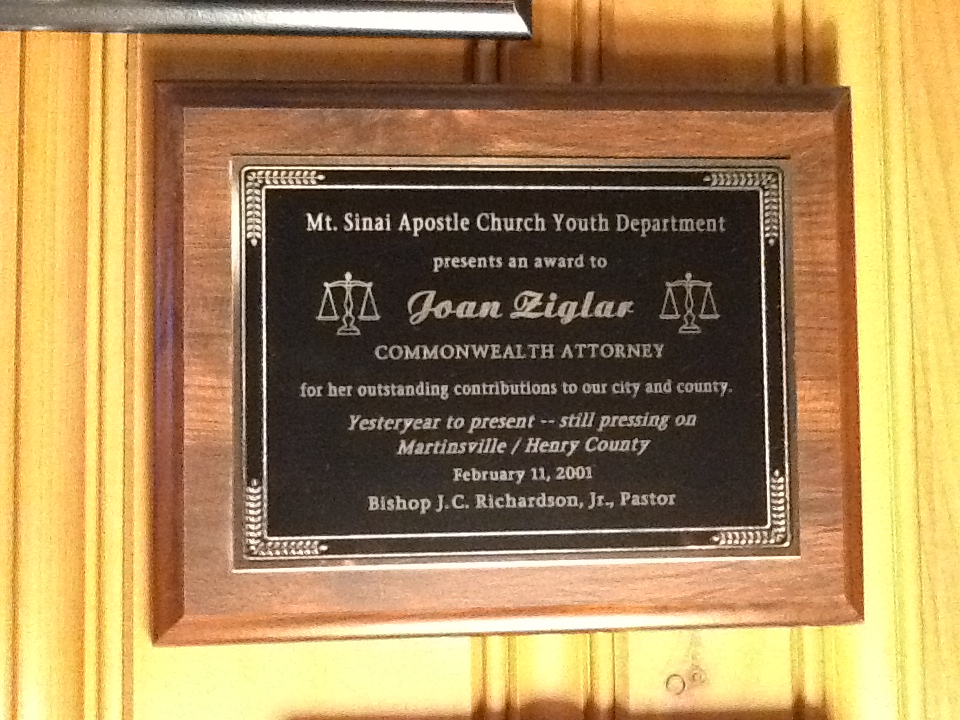 Mt. Sinai Apostle Church Youth Department
presents an award to
Joan Ziglar
COMMONWEALTH ATTORNEY
for her outstanding contributions to our city and county.
Yesteryear to present -- still pressing on
Martinsville / Henry County
February 11, 2001
Bishop J.C. Richardson, Jr., Pastor